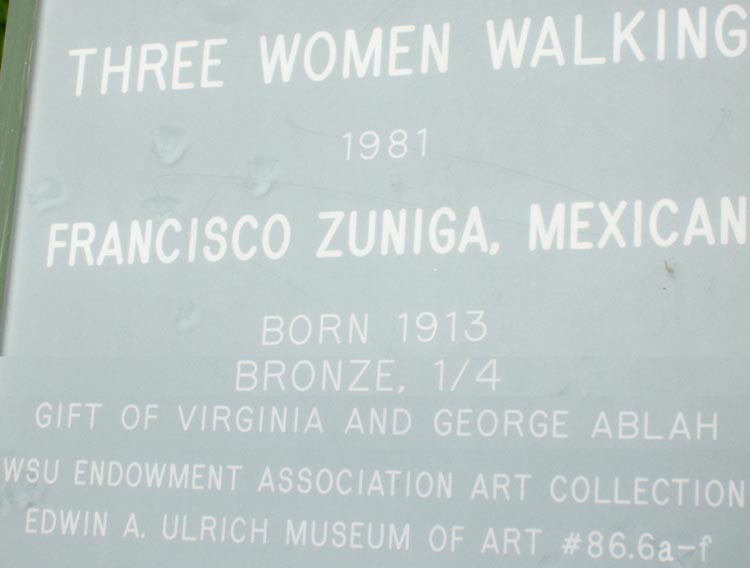 THREE WOMEN WALKING
1981
FRANCISCO ZUNIGA, MEXICAN
BORN 1913
BRONZE, 1/4
GIFT OF VIRGINIA AND GEORGE ABLAH
WSU ENDOWMENT ASSOCIATION ART COLLECTION
EDWIN A. ULRICH MUSEUM OF ART #86.6a-f